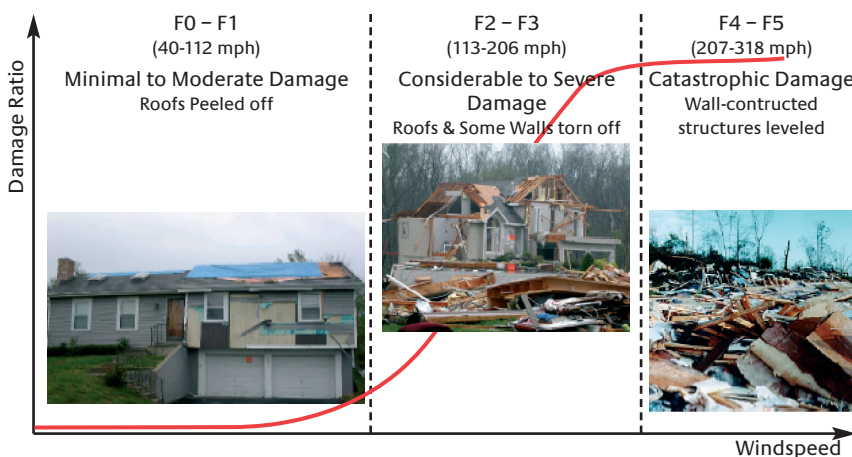 Damage Ratio
F0 – F1
(40-112 mph)
Minimal to Moderate Damage
Roofs Peeled off
F2 – F3
(113-206 mph)
Considerable to Severe
Damage
Roofs & Some Walls torn off
F4 – F5
(207-318 mph)
Catastrophic Damage
Wall-contructed
structures leveled
Windspeed